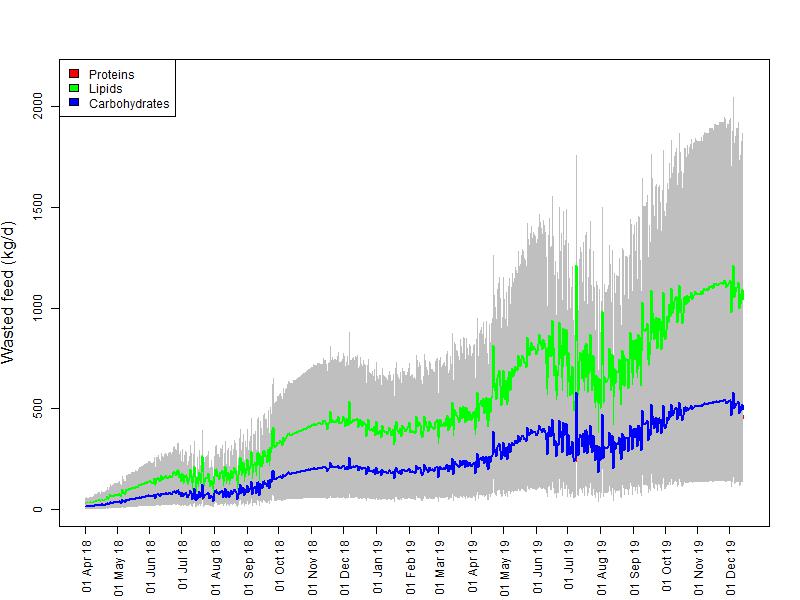 Proteins
Lipids
Carbohydrates
Wasted feed (kg/d)
2000
1500
1000
500
0
01 Apr 18
01 May 18
01 Jun 18
01 Jul 18
01 Aug 18
01 Sep 18
01 Oct 18
01 Nov 18
01 Dec 18
01 Jan 19
01 Feb 19
01 Mar 19
01 Apr 19
01 May 19
01 Jun 19
01 Jul 19
01 Aug 19
01 Sep 19
01 Oct 19
01 Nov 19
01 Dec 19